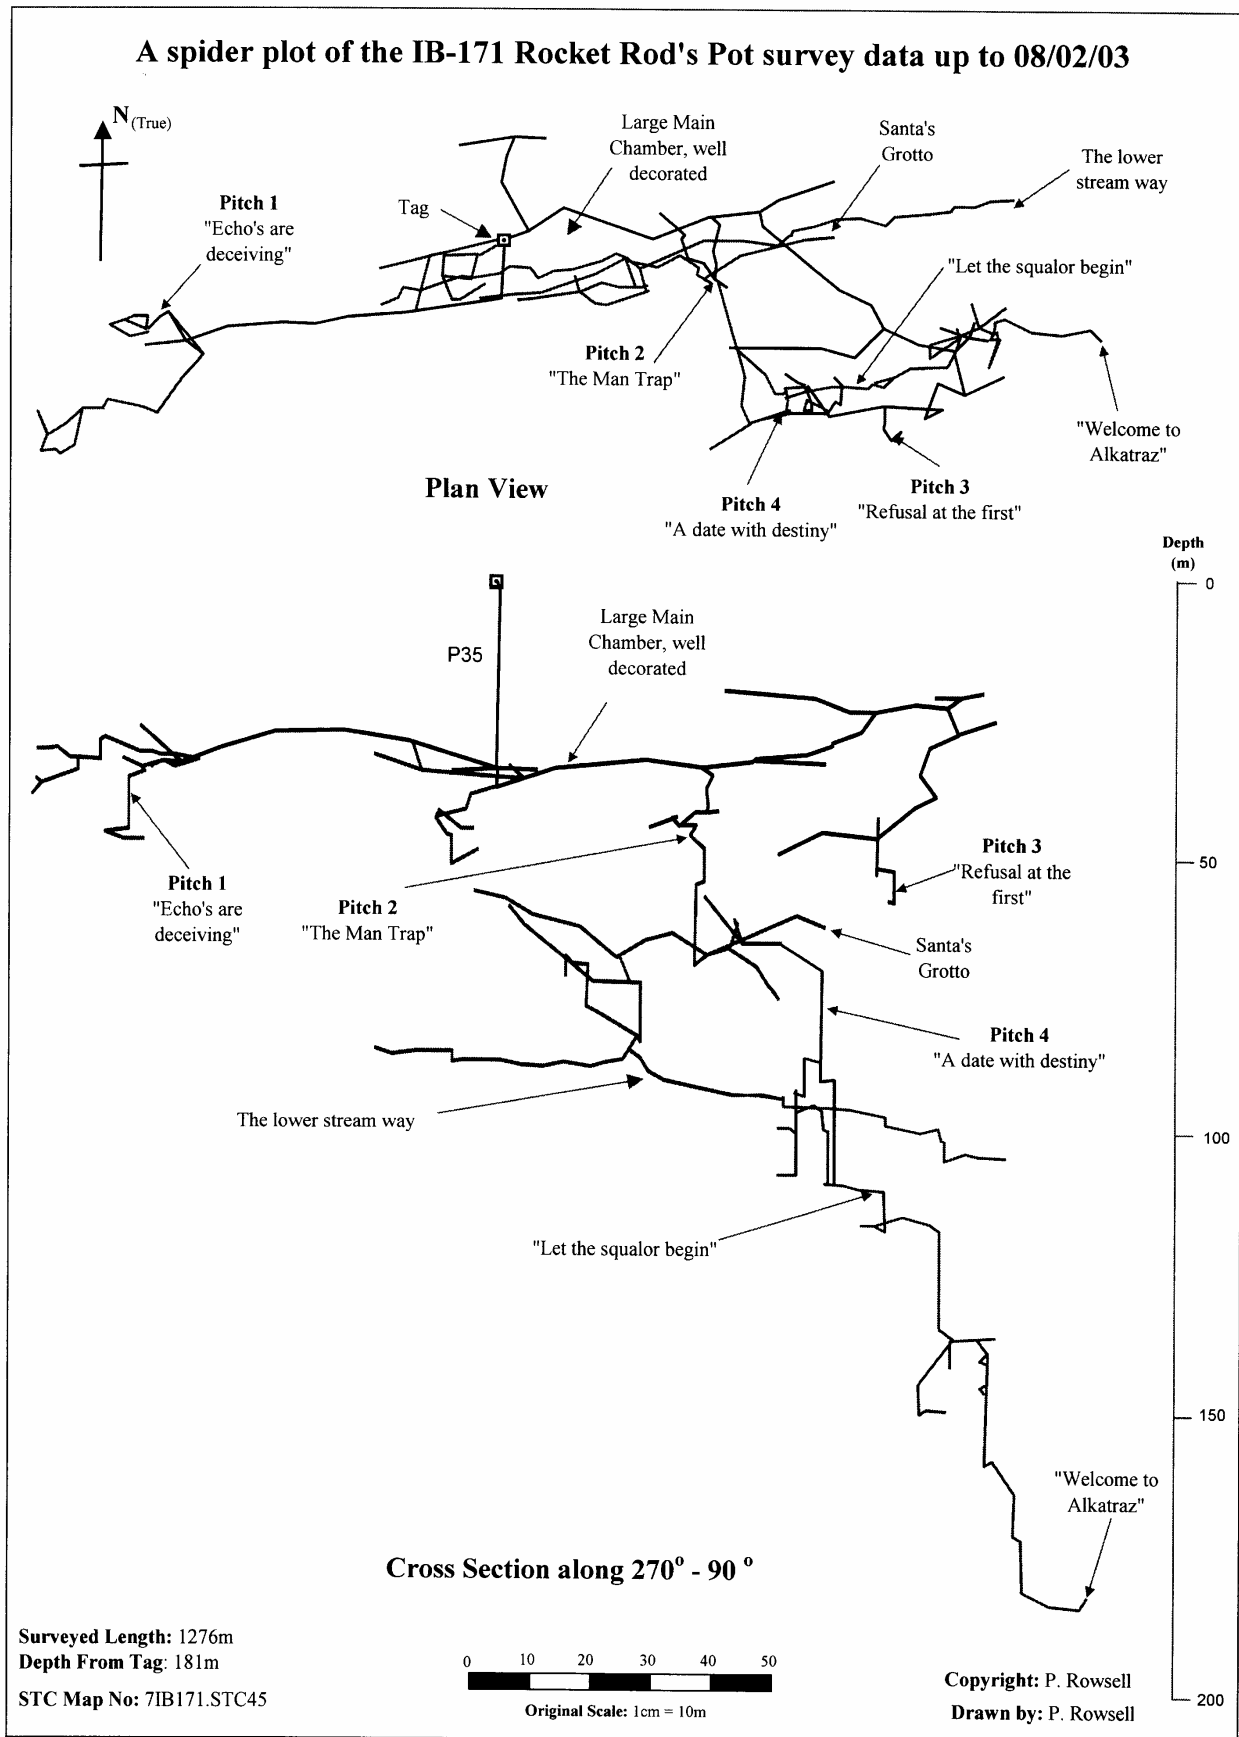 A spider plot of the IB-171 Rocket Rod's Pot survey data up to 08/02/03
N (True)
Large Main
Chamber, well
decorated
Santa's
Grotto
The lower
stream way
Pitch 1
"Echo's are
deceiving"
Tag
"Let the squalor begin"
Pitch 2
"The Man Trap"
"Welcome to
Alkatraz"
Plan View
Pitch 3
"Refusal at the first"
Pitch 4
"A date with destiny"
Depth
(m)
0
P35
Large Main
Chamber, well
decorated
50
Pitch 3
"Refusal at the
first"
Pitch 1
"Echo's are
deceiving"
Pitch 2
"The Man Trap"
Santa's
Grotto
Pitch 4
"A date with destiny"
The lower stream way
100
"Let the squalor begin"
150
"Welcome to
Alkatraz"
Cross Section along 270° - 90 °
Surveyed Length: 1276m
Depth From Tag: 181m
STC Map No: 7IB171.STC45
0 10 20 30 40 50
Original Scale: 1cm = 10m
Copyright: P. Rowsell
Drawn by: P. Rowsell
200